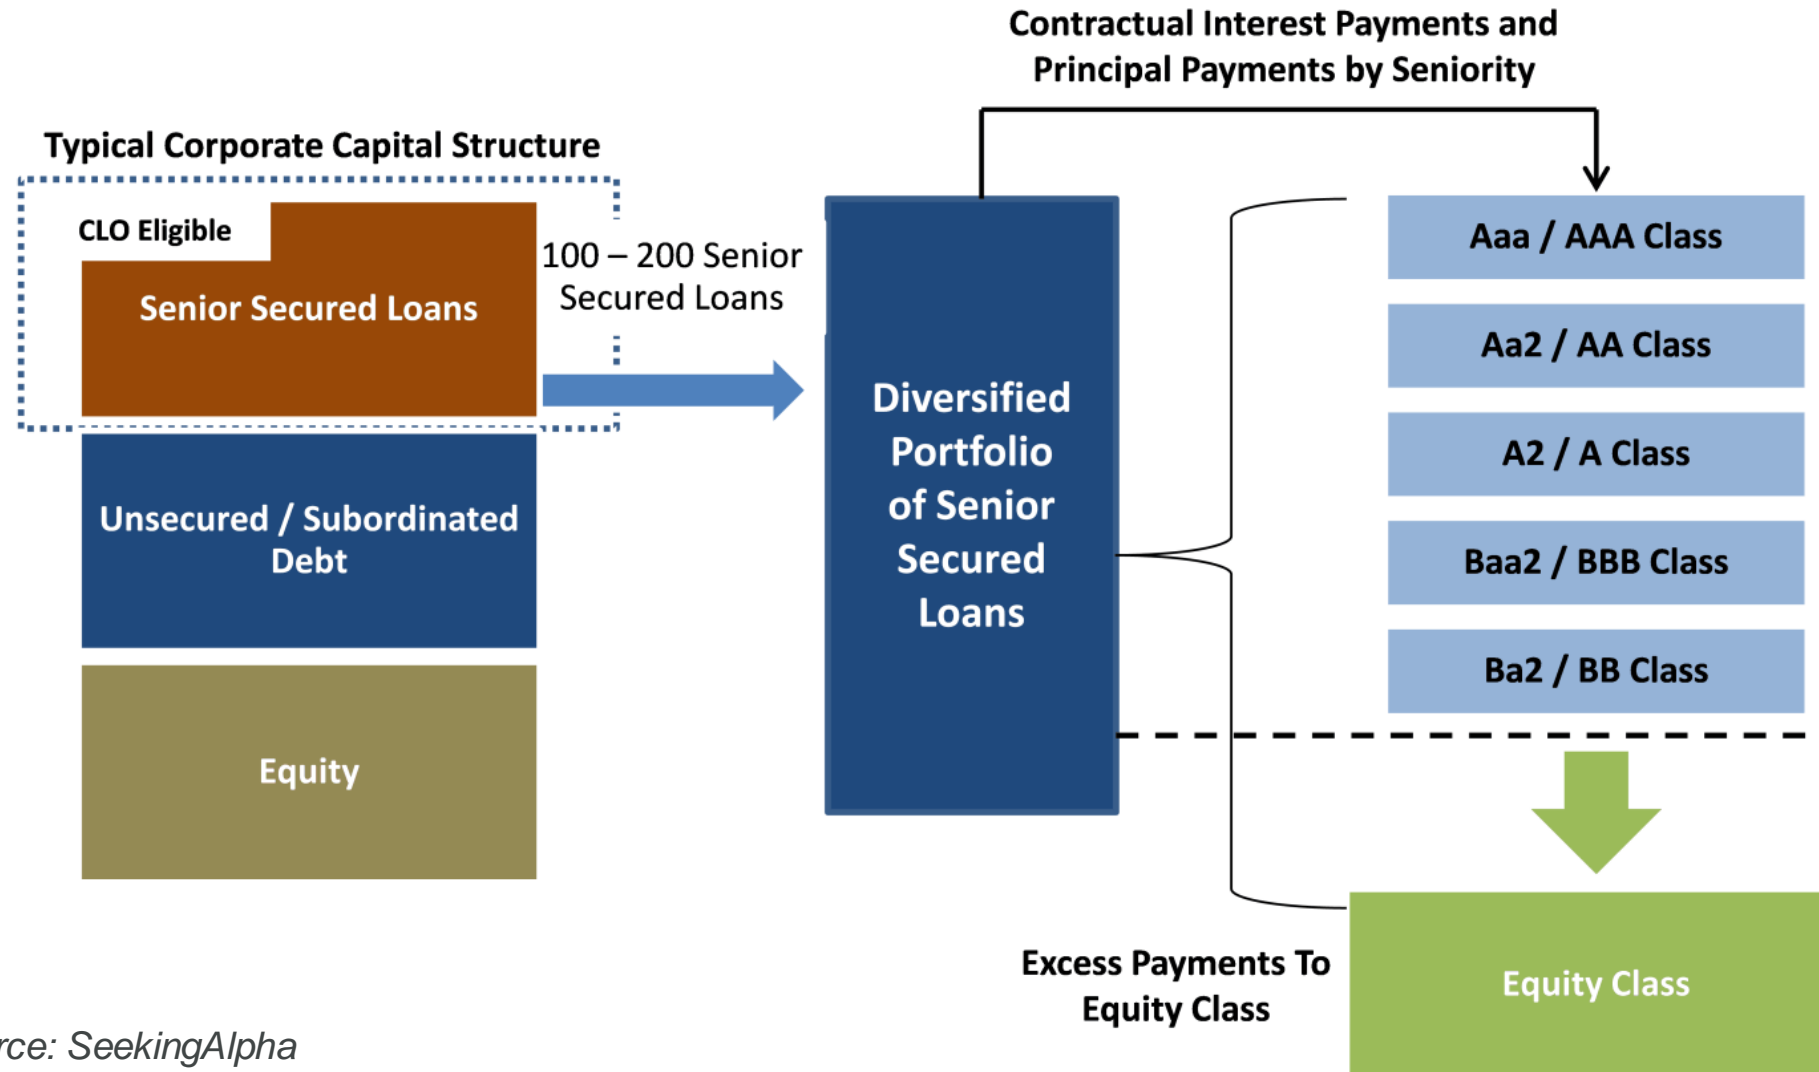 Contractual Interest Payments and
Principal Payments by Seniority
Typical Corporate Capital Structure
CLO Eligible
Senior Secured Loans
100 – 200 Senior
Secured Loans
Unsecured / Subordinated
Debt
Equity
Diversified
Portfolio
of Senior
Secured
Loans
Aaa / AAA Class
Aa2 / AA Class
A2 / A Class
Baa2 / BBB Class
Ba2 / BB Class
Excess Payments To
Equity Class
Equity Class
rce: SeekingAlpha